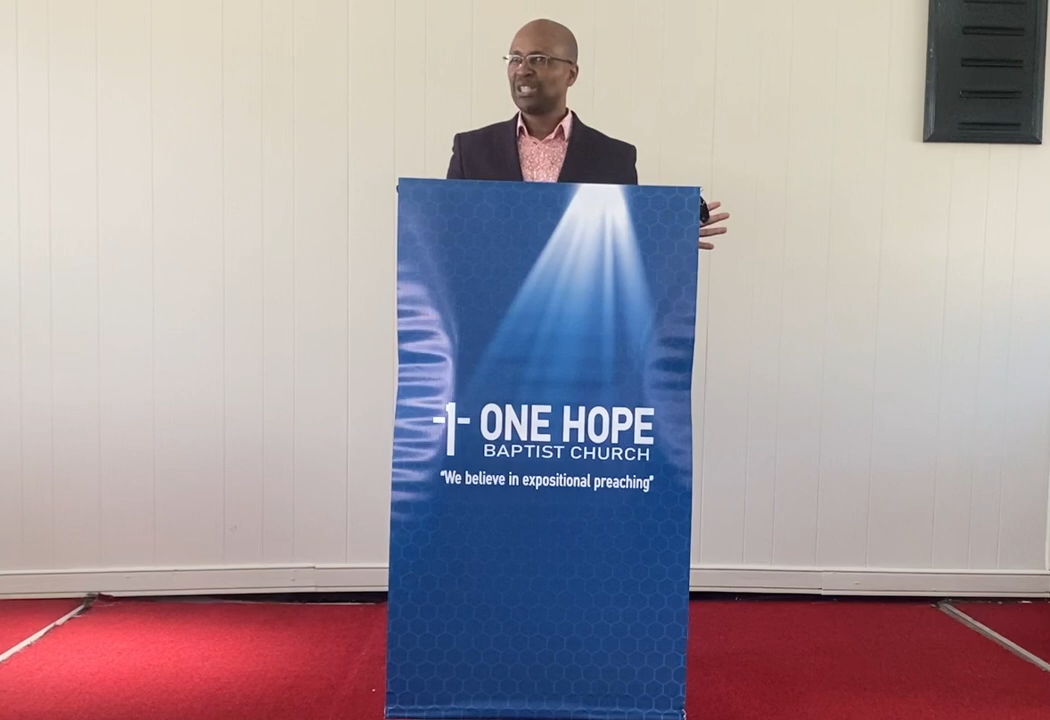 ONE HOPE
BAPTIST CHURCH
"We believe in expositional preaching"